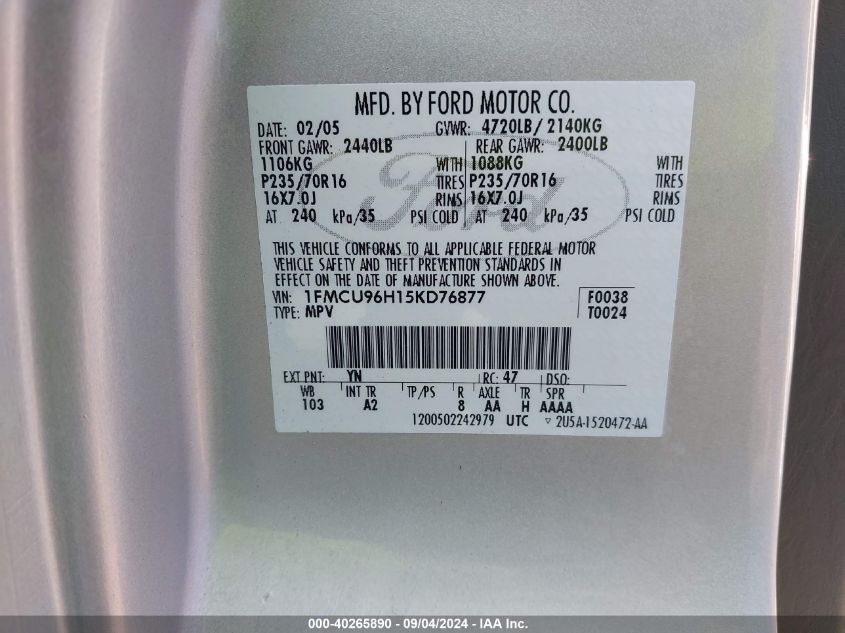 MFD. BY FORD MOTOR CO.
DATE: 02/05 GVWR: 4720LB/ 2140KG
FRONT GAWR: 2440LB REAR GAWR: 2400LB
1106KG WITH 1088KG WITH
P235/70R16 TIRES P235/70R16 TIRES
16X7.0J RIMS 16X7.0J RIMS
AT 240 kPa/35 PSI COLD AT 240 kPa/35 PSI COLD
Ford
THIS VEHICLE CONFORMS TO ALL APPLICABLE FEDERAL MOTOR
VEHICLE SAFETY AND THEFT PREVENTION STANDARDS IN
EFFECT ON THE DATE OF MANUFACTURE SHOWN ABOVE.
VIN: 1FMCU96H15KD76877 F0038
TYPE: MPV T0024
EXT PNT: YN RC: 47 DSO:
WB INT TR TP/PS R AXLE TR SPR
103 A2 8 AA H AAAA
1200502242979 UTC ▽ 2U5A-1520472-AA
000-40265890 - 09/04/2024 - IAA Inc.